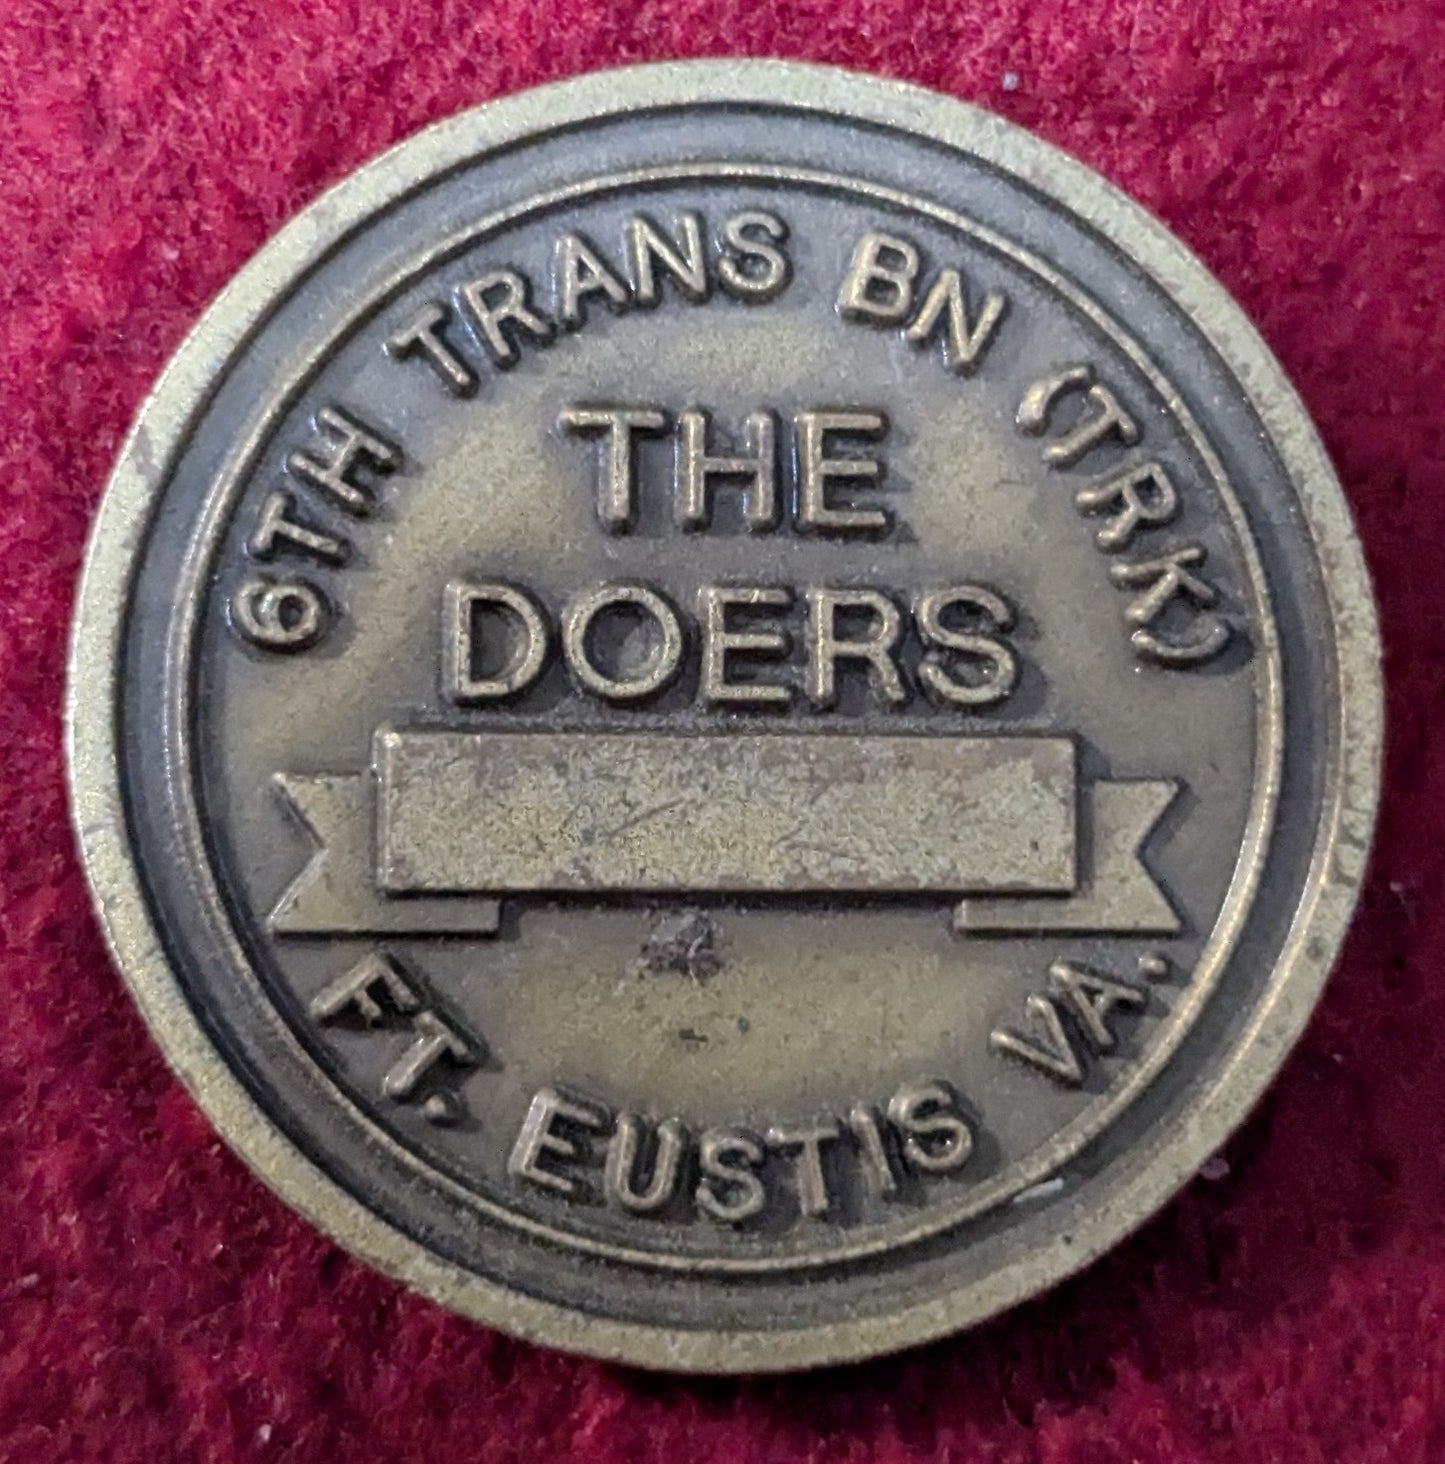 6TH TRANS BN (TRK)
THE
DOERS
FT. EUSTIS VA.